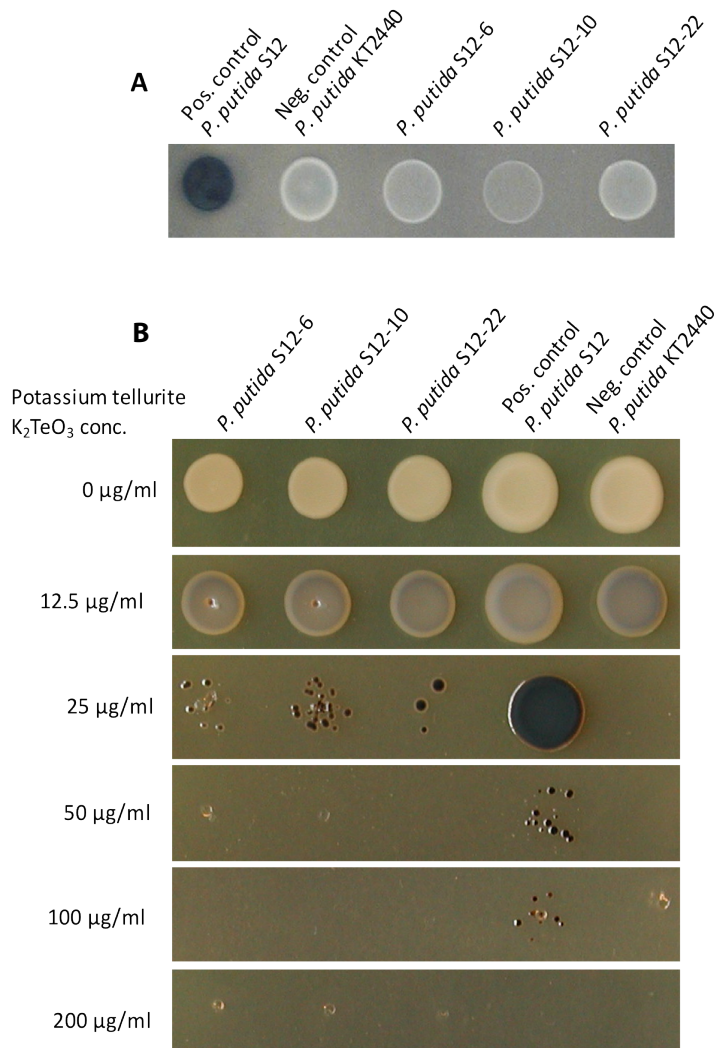 A
Pos. control
P. putida S12
Neg. control
P. putida KT2440
P. putida S12-6
P. putida S12-10
P. putida S12-22
B
P. putida S12-6
P. putida S12-10
P. putida S12-22
Pos. control
P. putida S12
Neg. control
P. putida KT2440
Potassium tellurite
K₂TeO₃ conc.
0 µg/ml
12.5 µg/ml
25 µg/ml
50 µg/ml
100 µg/ml
200 µg/ml